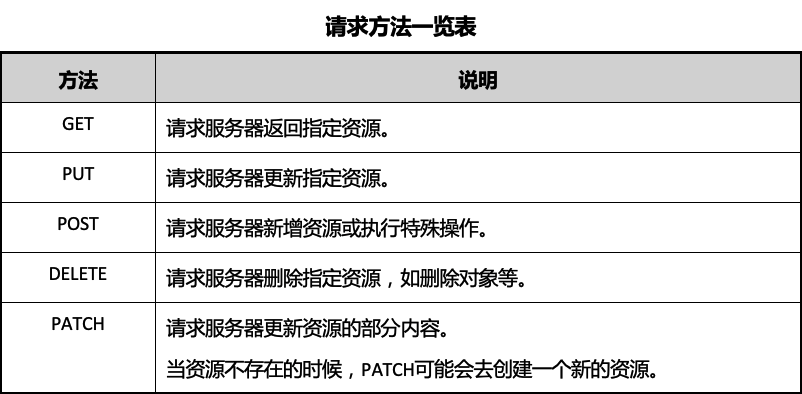 请求方法一览表
方法 说明
GET 请求服务器返回指定资源。
PUT 请求服务器更新指定资源。
POST 请求服务器新增资源或执行特殊操作。
DELETE 请求服务器删除指定资源，如删除对象等。
PATCH 请求服务器更新资源的部分内容。
当资源不存在的时候，PATCH可能会去创建一个新的资源。